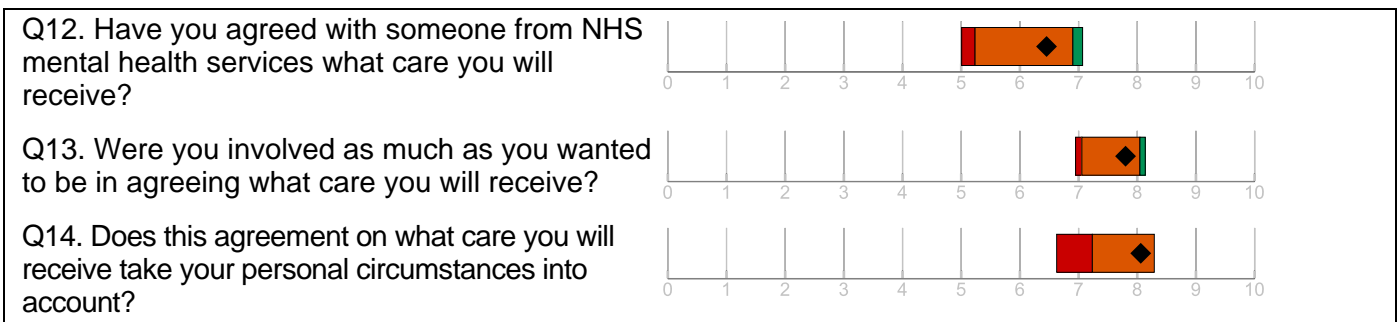 Q12. Have you agreed with someone from NHS
mental health services what care you will
receive?
0 1 2 3 4 5 6 7 8 9 10
Q13. Were you involved as much as you wanted
to be in agreeing what care you will receive?
0 1 2 3 4 5 6 7 8 9 10
Q14. Does this agreement on what care you will
receive take your personal circumstances into
account?
0 1 2 3 4 5 6 7 8 9 10